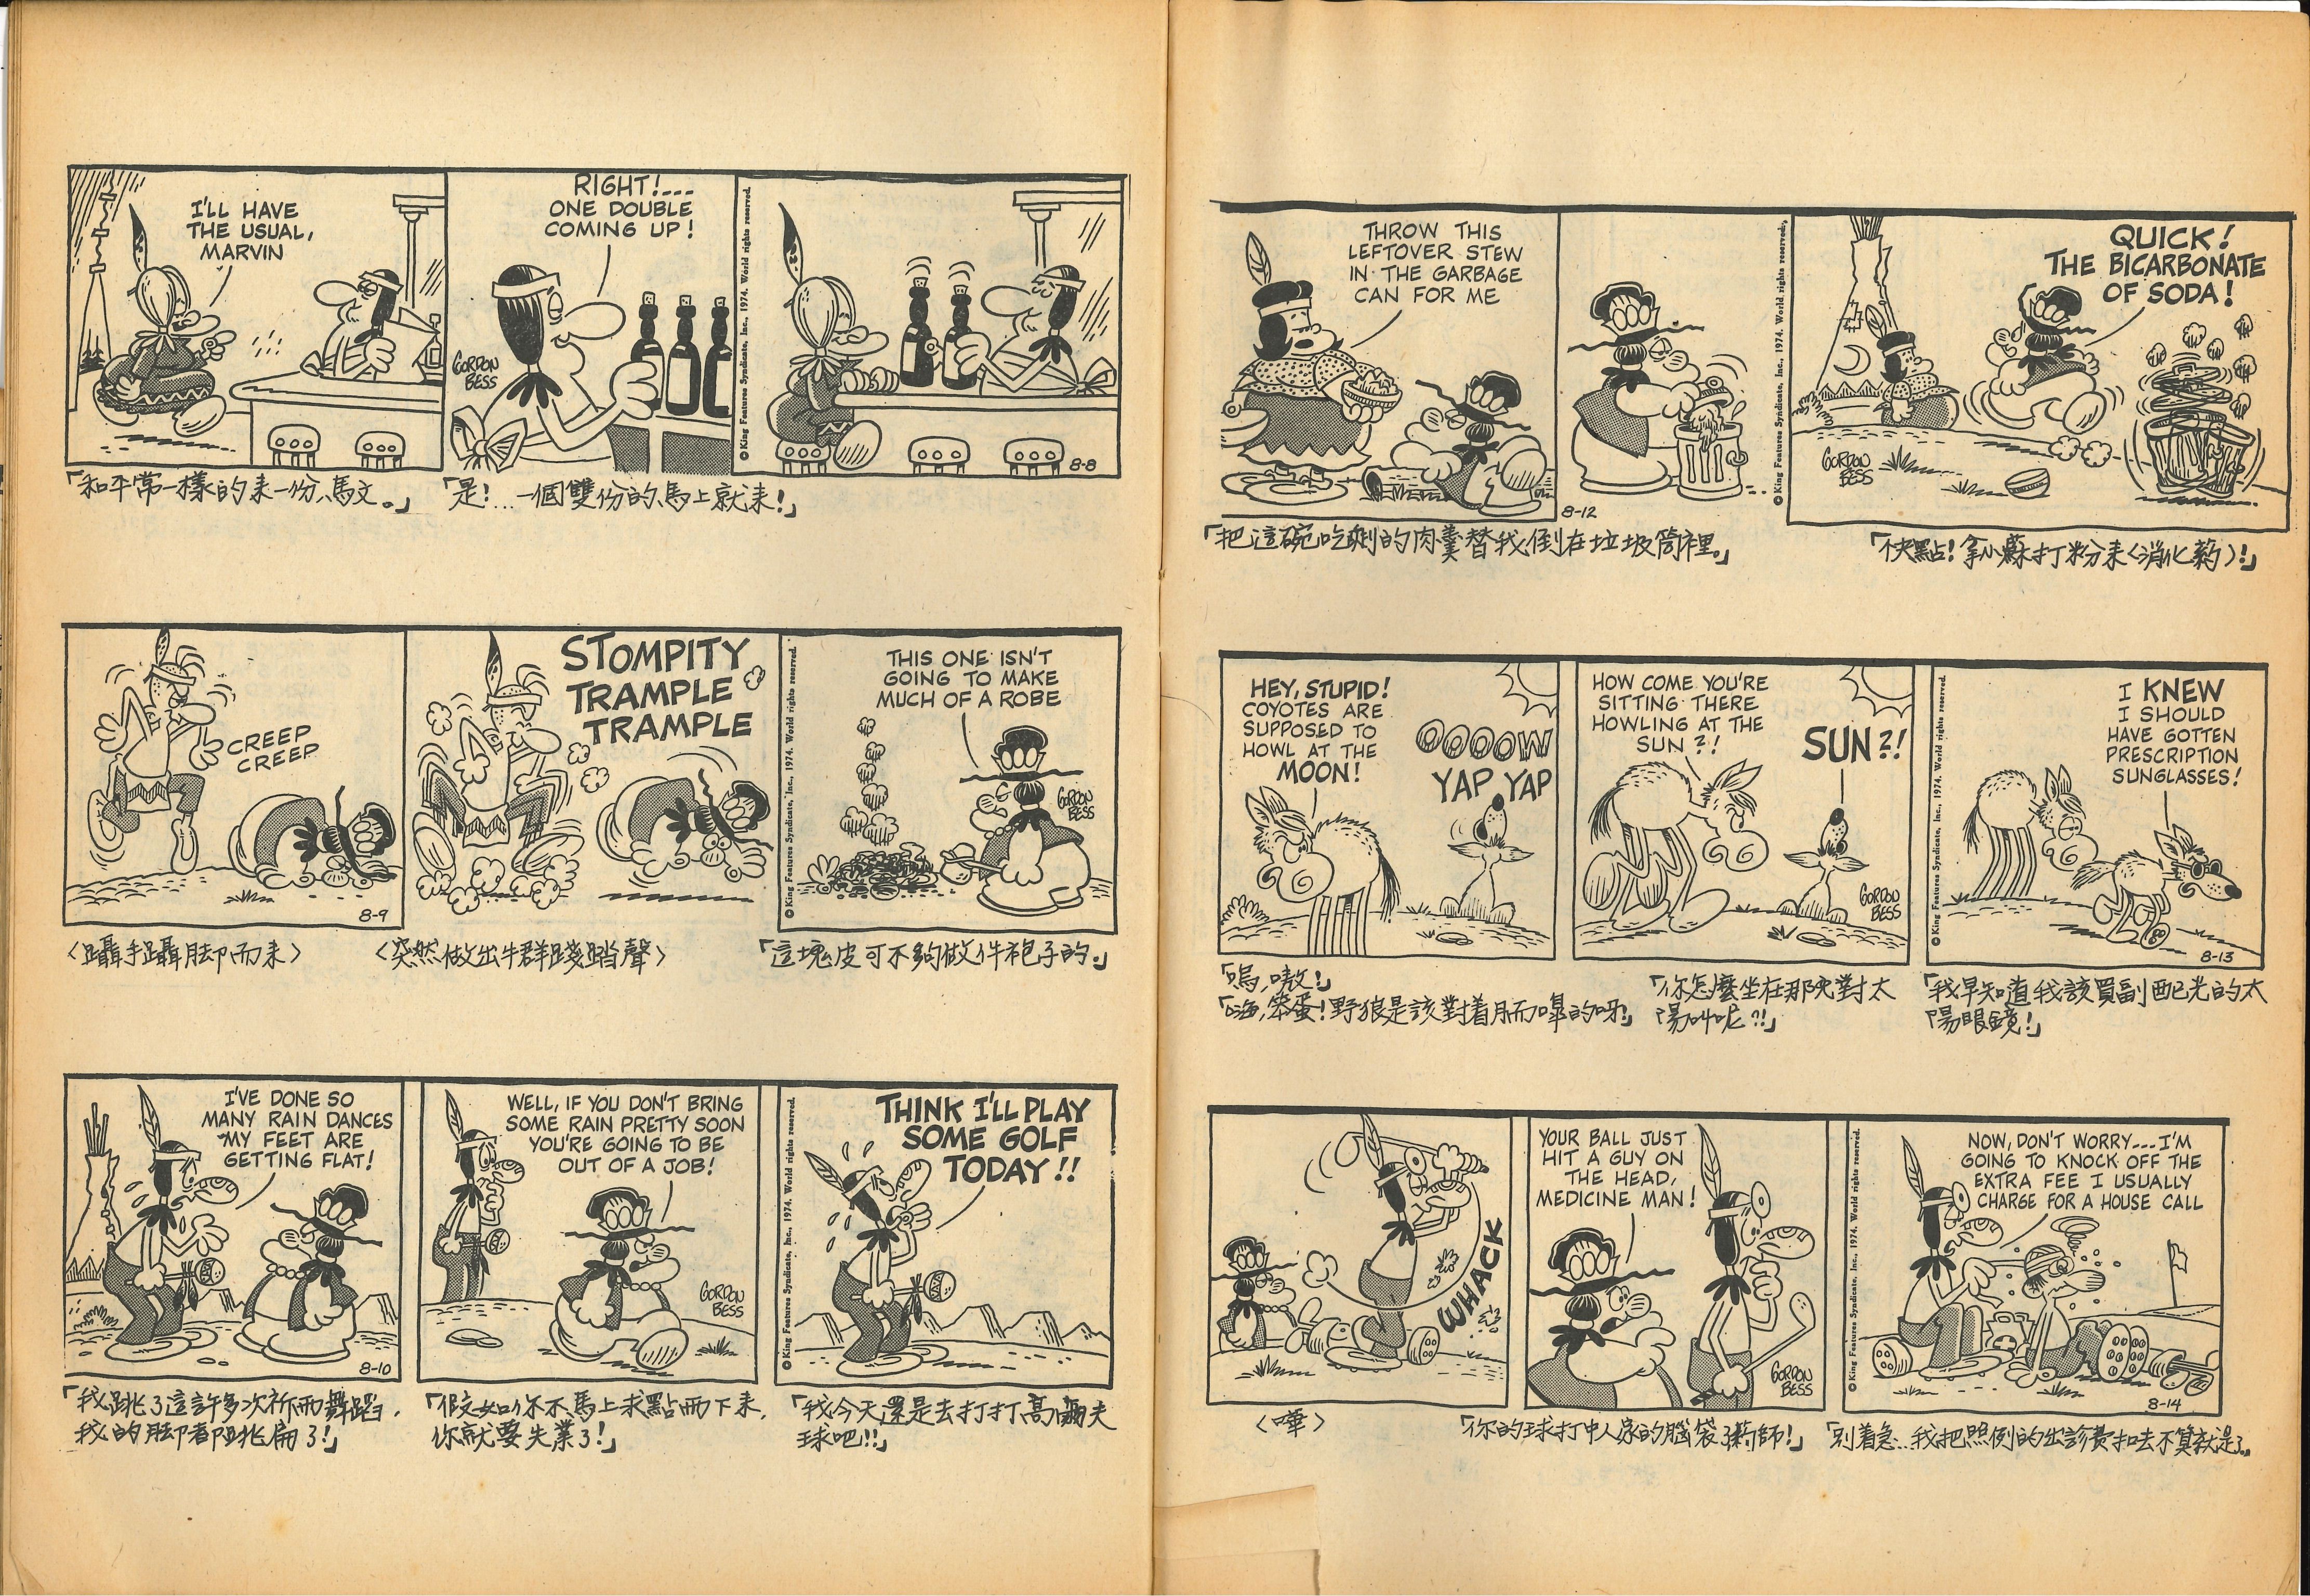 I'LL HAVE
THE USUAL,
MARVIN
RIGHT!---
ONE DOUBLE
COMING UP!
GORDON
BESS
© King Features Syndicate, Inc., 1974. World rights reserved.
8-8
「和平常一樣的來一份、馬文。」
「是!…一個雙份的、馬上就來!」
CREEP
CREEP
8-9
STOMPITY
TRAMPLE
TRAMPLE
© King Features Syndicate, Inc., 1974. World rights reserved.
THIS ONE ISN'T
GOING TO MAKE
MUCH OF A ROBE
GORDON
BESS
〈躡手躡脚而来〉
〈突然做出牛群踐踏聲〉
「這塊皮可不夠做件袍子的.」
I'VE DONE SO
MANY RAIN DANCES
MY FEET ARE
GETTING FLAT!
8-10
WELL, IF YOU DON'T BRING
SOME RAIN PRETTY SOON
YOU'RE GOING TO BE
OUT OF A JOB!
GORDON
BESS
© King Features Syndicate, Inc., 1974. World rights reserved.
THINK I'LL PLAY
SOME GOLF
TODAY!!
「我跳了這許多次祈雨舞蹈,
我的脚都跳扁了!」
「假如你不馬上求點雨下来,
你就要失業了!」
「我今天還是去打打高爾夫
球吧!!」
THROW THIS
LEFTOVER STEW
IN THE GARBAGE
CAN FOR ME
8-12
© King Features Syndicate, Inc., 1974. World rights reserved.
QUICK!
THE BICARBONATE
OF SODA!
GORDON
BESS
「把這碗吃剩的肉羹替我倒在垃圾筒裡。」
「快點!拿小蘇打粉来〈消化藥〉!」
HEY, STUPID!
COYOTES ARE
SUPPOSED TO
HOWL AT THE
MOON!
OOOOW
YAP YAP
HOW COME YOU'RE
SITTING THERE
HOWLING AT THE
SUN?!
SUN?!
GORDON
BESS
© King Features Syndicate, Inc., 1974. World rights reserved.
I KNEW
I SHOULD
HAVE GOTTEN
PRESCRIPTION
SUNGLASSES!
8-13
「嗚,嗷!」
「嗨,笨蛋!野狼是該對着月而嘷的呀!」
「你怎麼坐在那兒對太
陽叫呢?!」
「我早知道我該買副配光的太
陽眼鏡!」
WHACK
YOUR BALL JUST
HIT A GUY ON
THE HEAD,
MEDICINE MAN!
GORDON
BESS
© King Features Syndicate, Inc., 1974. World rights reserved.
NOW, DON'T WORRY---I'M
GOING TO KNOCK OFF THE
EXTRA FEE I USUALLY
CHARGE FOR A HOUSE CALL
8-14
〈嘩〉
「你的球打中人家的腦袋了藥師!」
「別着急…我把照例的出診費扣去不算就是了。」